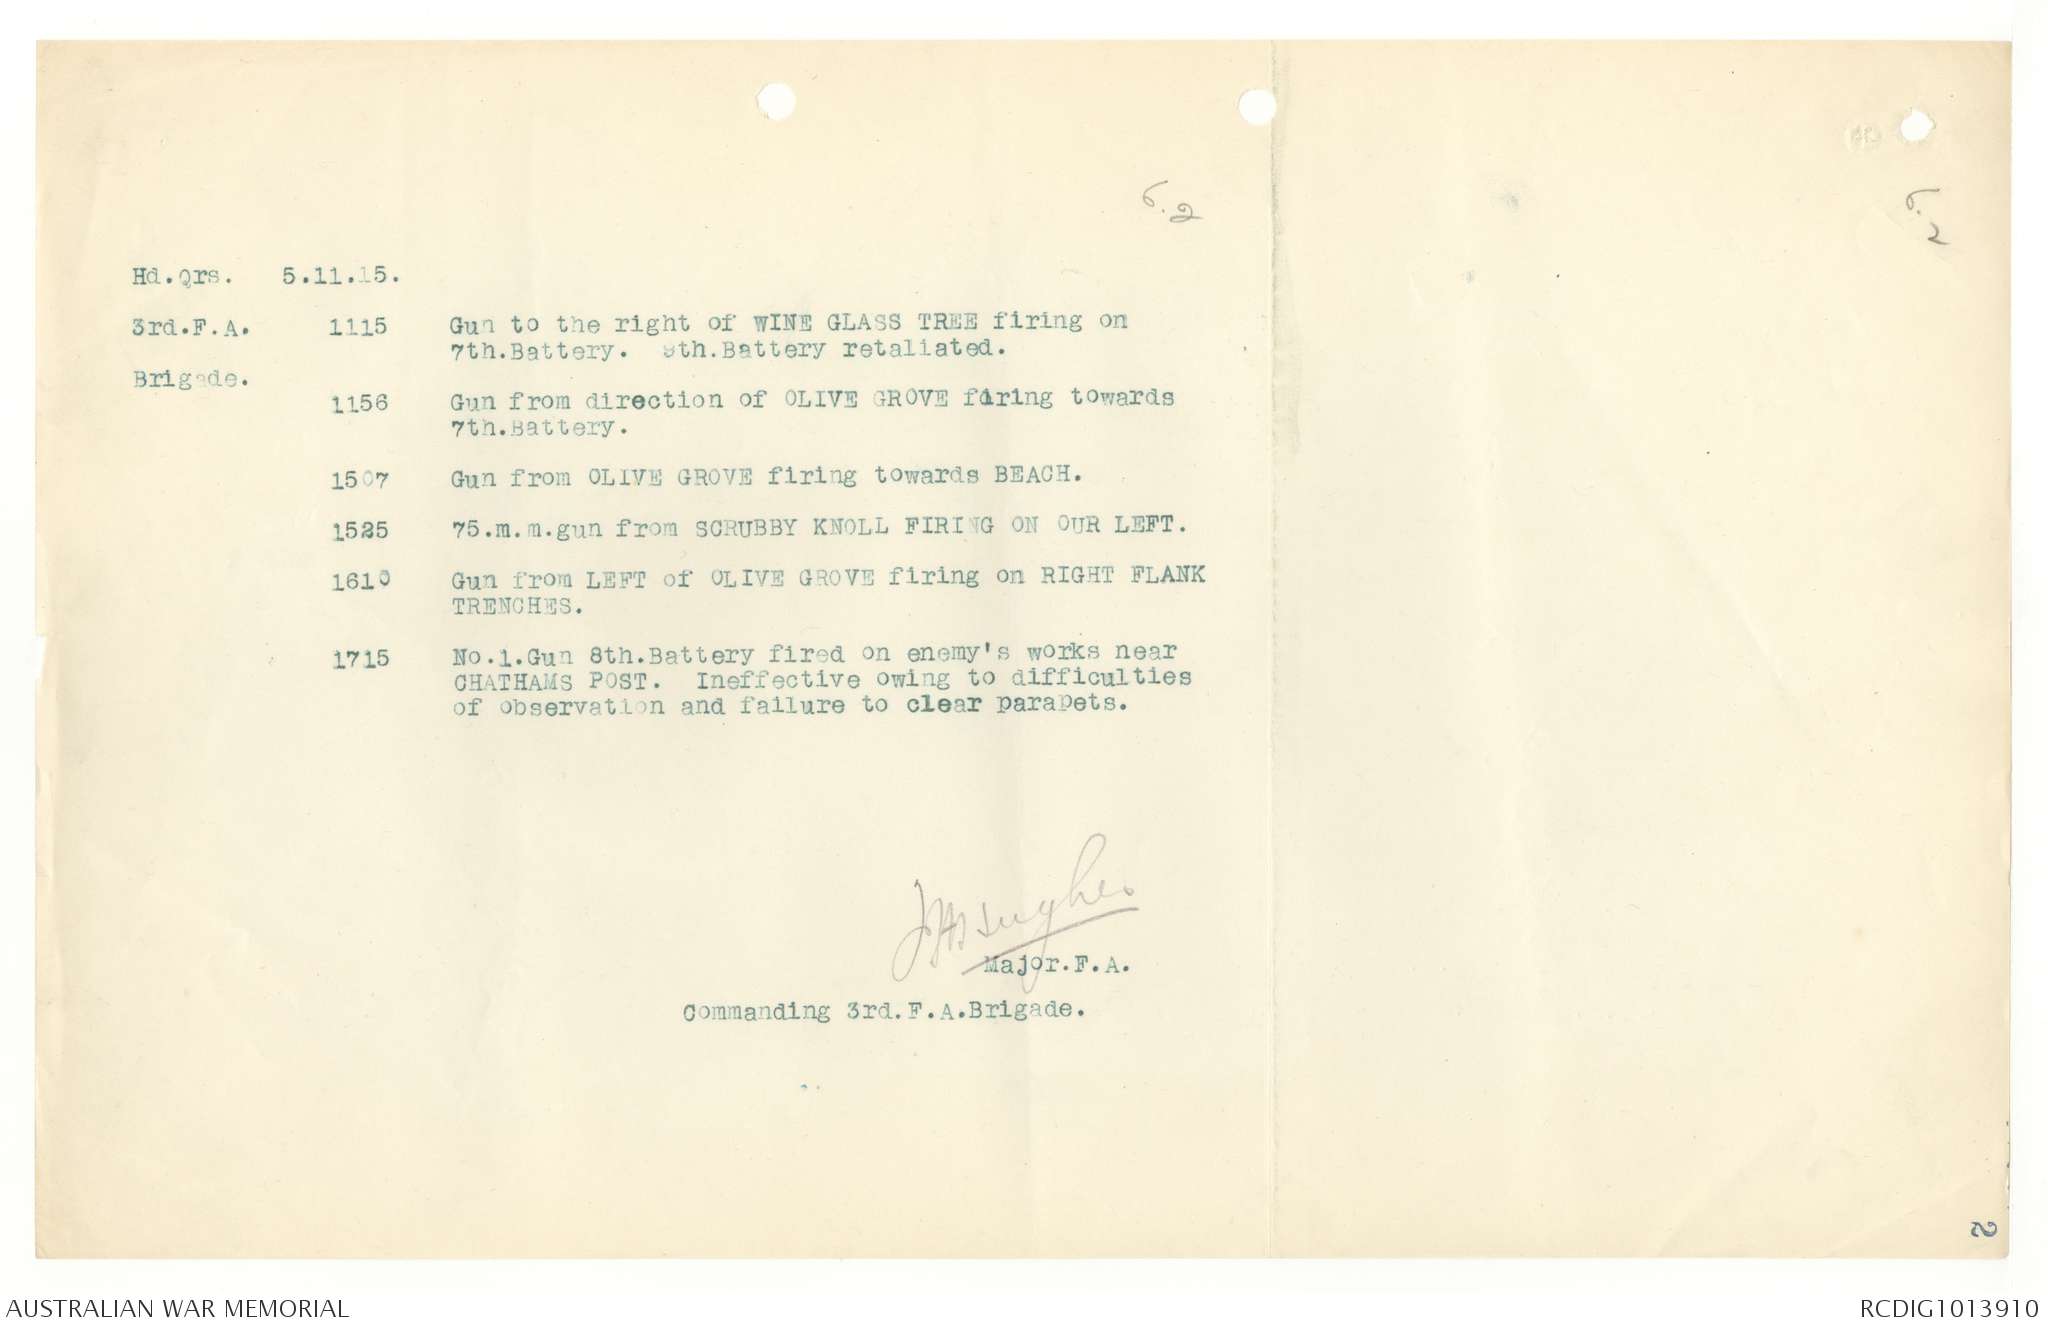 6.2
6.2
Hd.Qrs. 5.11.15.
3rd.F.A. 1115 Gun to the right of WINE GLASS TREE firing on
7th.Battery. 9th.Battery retaliated.
Brigade.
1156 Gun from direction of OLIVE GROVE firing towards
7th.Battery.
1507 Gun from OLIVE GROVE firing towards BEACH.
1525 75.m.m.gun from SCRUBBY KNOLL FIRING ON OUR LEFT.
1610 Gun from LEFT of OLIVE GROVE firing on RIGHT FLANK
TRENCHES.
1715 No.1.Gun 8th.Battery fired on enemy's works near
CHATHAMS POST. Ineffective owing to difficulties
of observation and failure to clear parapets.
Hughes
Major.F.A.
Commanding 3rd.F.A.Brigade.
2
AUSTRALIAN WAR MEMORIAL
RCDIG1013910